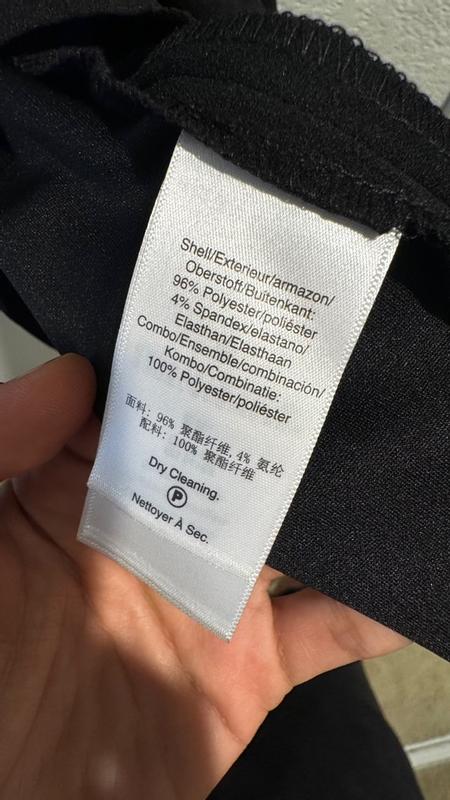 Shell/Exterieur/armazon/
Oberstoff/Buitenkant:
96% Polyester/poliéster
4% Spandex/elastano/
Elasthan/Elasthaan
Combo/Ensemble/combinación/
Kombo/Combinatie:
100% Polyester/poliéster
面料: 96% 聚酯纤维,4% 氨纶
配料: 100% 聚酯纤维
Dry Cleaning.
P
Nettoyer À Sec.